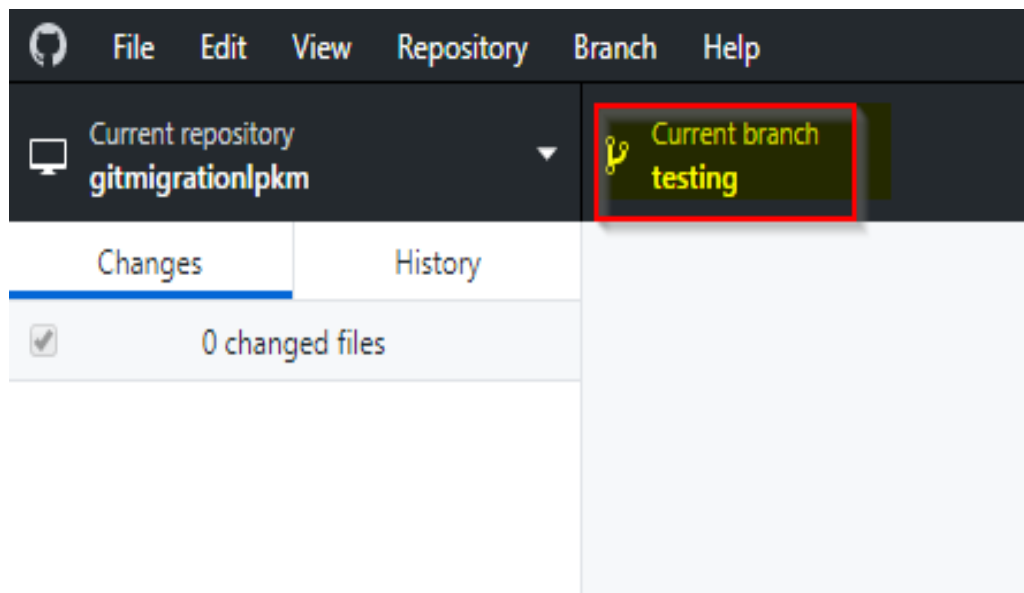 File Edit View Repository Branch Help
Current repository
gitmigrationlpkm
Current branch
testing
Changes History
0 changed files